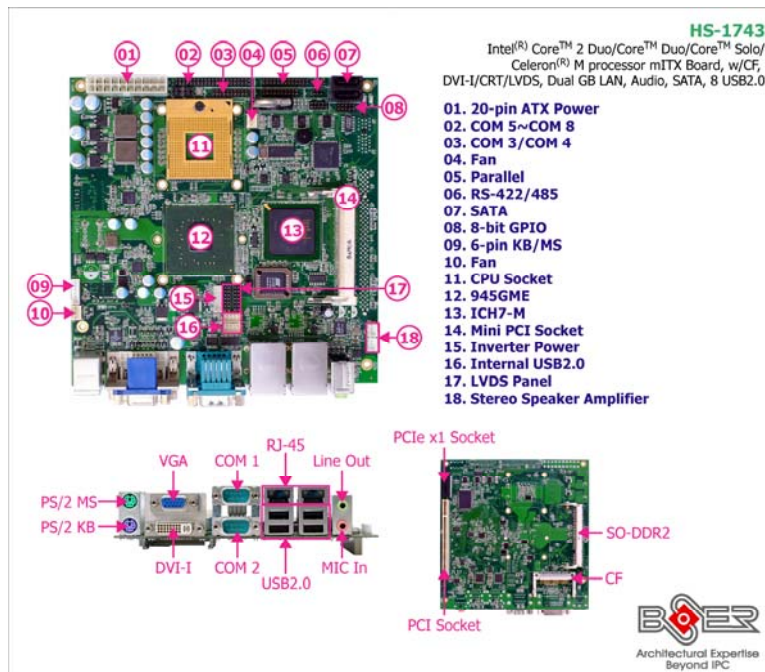 HS-1743
Intel(R) Core™ 2 Duo/Core™ Duo/Core™ Solo/
Celeron(R) M processor mITX Board, w/CF,
DVI-I/CRT/LVDS, Dual GB LAN, Audio, SATA, 8 USB2.0
01 02 03 04 05 06 07
08
11
14
12
13
09
10
15
16
17
18
01. 20-pin ATX Power
02. COM 5~COM 8
03. COM 3/COM 4
04. Fan
05. Parallel
06. RS-422/485
07. SATA
08. 8-bit GPIO
09. 6-pin KB/MS
10. Fan
11. CPU Socket
12. 945GME
13. ICH7-M
14. Mini PCI Socket
15. Inverter Power
16. Internal USB2.0
17. LVDS Panel
18. Stereo Speaker Amplifier
VGA
COM 1
RJ-45
Line Out
PS/2 MS
PS/2 KB
DVI-I
COM 2
USB2.0
MIC In
PCIe x1 Socket
SO-DDR2
CF
PCI Socket
BOSER
Architectural Expertise
Beyond IPC